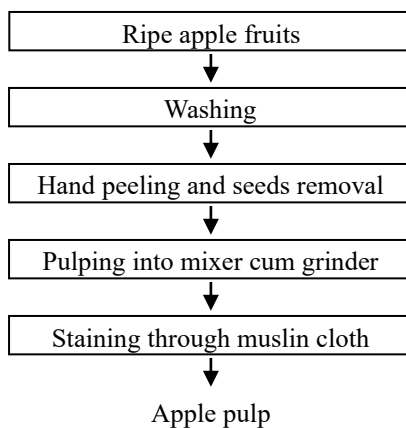 Ripe apple fruits
Washing
Hand peeling and seeds removal
Pulping into mixer cum grinder
Staining through muslin cloth
Apple pulp